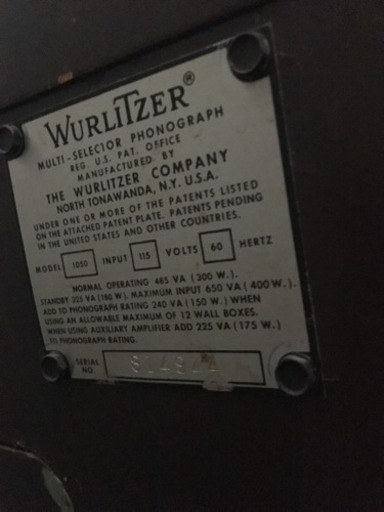 WURLITZER®
MULTI-SELECTOR PHONOGRAPH
REG. U.S. PAT. OFFICE
MANUFACTURED BY
THE WURLITZER COMPANY
NORTH TONAWANDA, N.Y. U.S.A.
UNDER ONE OR MORE OF THE PATENTS LISTED
ON THE ATTACHED PATENT PLATE. PATENTS PENDING
IN THE UNITED STATES AND OTHER COUNTRIES.
MODEL 1050 INPUT 115 VOLTS 60 HERTZ
NORMAL OPERATING 485 VA (300 W.).
STANDBY 325 VA (180 W). MAXIMUM INPUT 650 VA (400 W.).
ADD TO PHONOGRAPH RATING 240 VA (150 W.) WHEN
USING AN ALLOWABLE MAXIMUM OF 12 WALL BOXES.
WHEN USING AUXILIARY AMPLIFIER ADD 225 VA (175 W.)
TO PHONOGRAPH RATING.
SERIAL
NO.